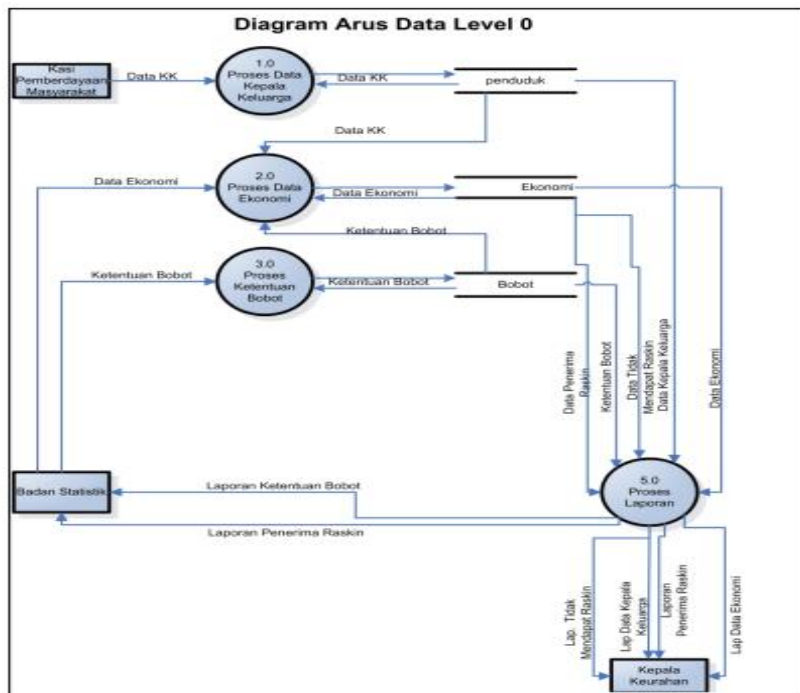 Diagram Arus Data Level 0
Kasi
Pemberdayaan
Masyarakat
Data KK
1.0
Proses Data
Kepala
Keluarga
Data KK
penduduk
Data KK
2.0
Proses Data
Ekonomi
Data Ekonomi
Data Ekonomi
Ekonomi
Ketentuan Bobot
3.0
Proses
Ketentuan
Bobot
Ketentuan Bobot
Ketentuan Bobot
Bobot
Data Penerima
Raskin
Ketentuan Bobot
Data Tidak
Mendapat Raskin
Data Kepala Keluarga
Data Ekonomi
5.0
Proses
Laporan
Badan Statistik
Laporan Ketentuan Bobot
Laporan Penerima Raskin
Lap. Tidak
Mendapat Raskin
Lap Data Kepala
Keluarga
Laporan
Penerima Raskin
Lap Data Ekonomi
Kepala
Keurahan